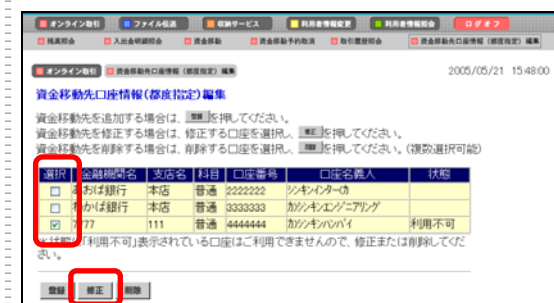 オンライン取引 ファイル伝送 CMサービス 利用者情報変更 利用者情報照会 ログオフ
残高照会 入出金明細照会 資金移動 資金移動予約取消 取引履歴照会 資金移動先口座情報(都度指定)編集
オンライン取引 資金移動先口座情報(都度指定)編集 2005/05/21 15:48:00
資金移動先口座情報(都度指定)編集
資金移動先を追加する場合は、 登録 を押してください。
資金移動先を修正する場合は、修正する口座を選択し、 修正 を押してください。
資金移動先を削除する場合は、削除する口座を選択し、 削除 を押してください。(複数選択可能)
選択 金融機関名 支店名 科目 口座番号 口座名義人 状態
あおば銀行 本店 普通 2222222 シンキインターカ
わかば銀行 本店 普通 3333333 カ)シンキエンジニアリング
7777 111 普通 4444444 カ)シンキハンバイ 利用不可
「利用不可」表示されている口座はご利用できませんので、修正または削除してくだ
さい。
登録 修正 削除